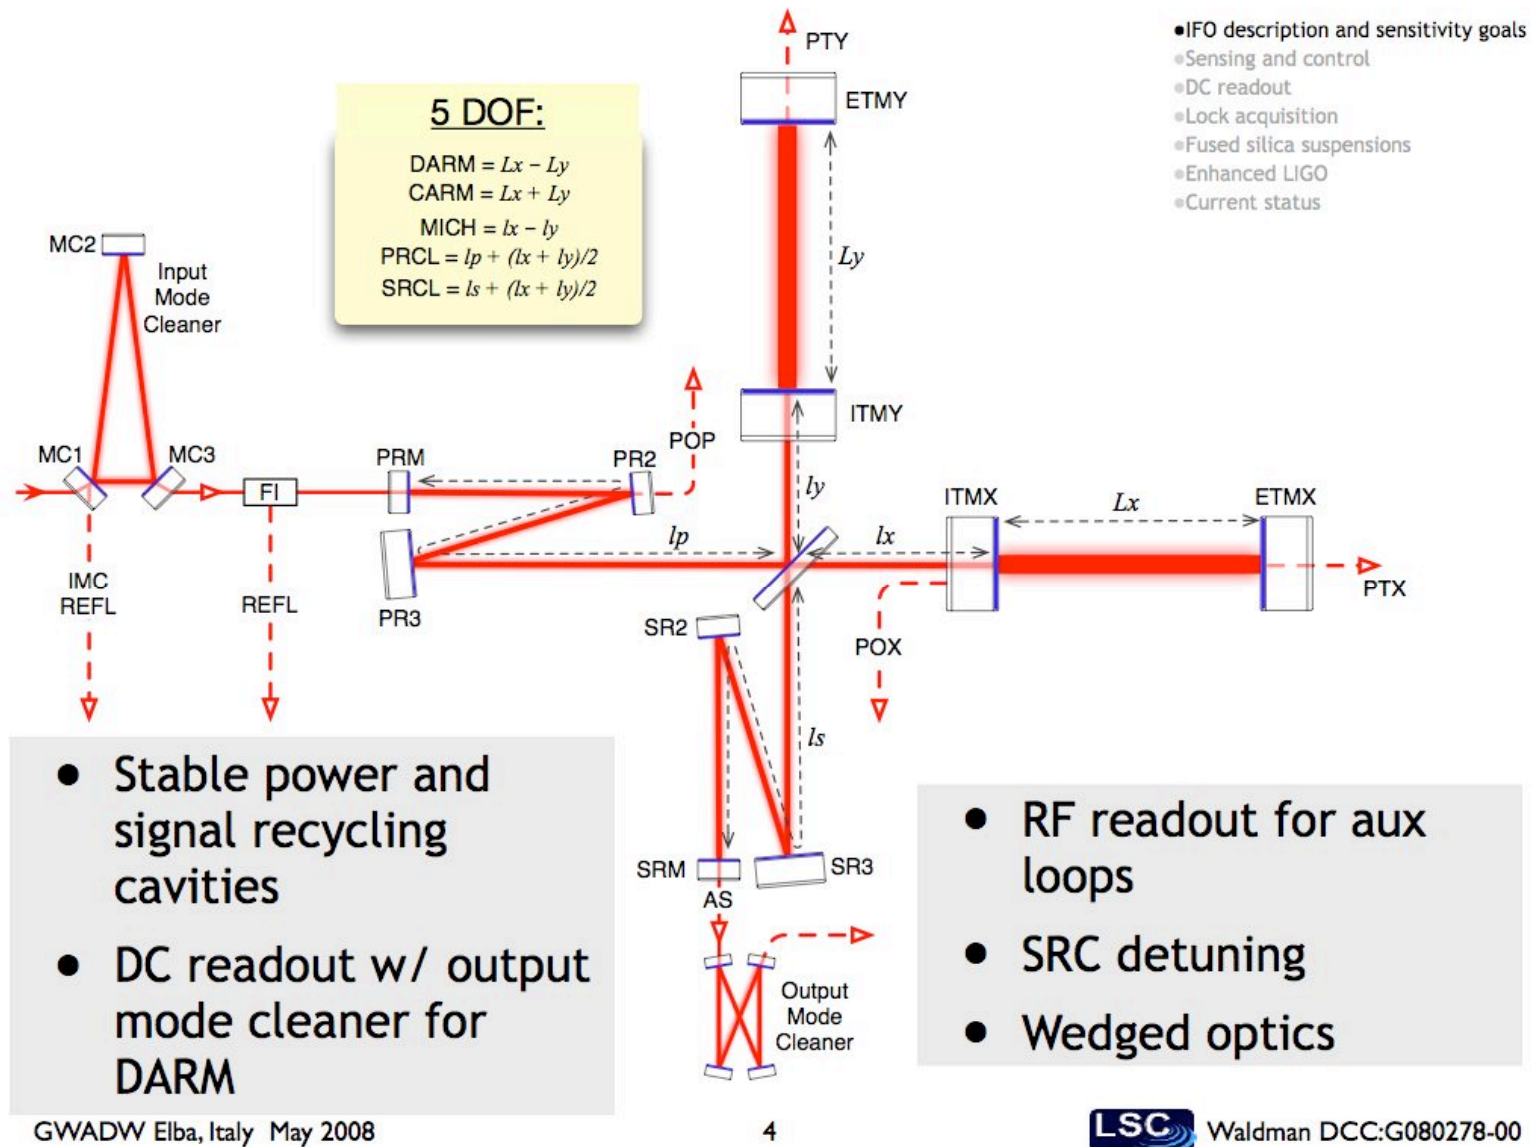 IFO description and sensitivity goals
Sensing and control
DC readout
Lock acquisition
Fused silica suspensions
Enhanced LIGO
Current status
5 DOF:
DARM = Lx – Ly
CARM = Lx + Ly
MICH = lx – ly
PRCL = lp + (lx + ly)/2
SRCL = ls + (lx + ly)/2
PTY
ETMY
Ly
ITMY
MC2
Input
Mode
Cleaner
MC1
MC3
FI
PRM
PR2
POP
ly
ITMX
Lx
ETMX
lp
lx
PTX
IMC
REFL
REFL
PR3
SR2
POX
ls
SRM
SR3
AS
Output
Mode
Cleaner
• Stable power and
signal recycling
cavities
• DC readout w/ output
mode cleaner for
DARM
• RF readout for aux
loops
• SRC detuning
• Wedged optics
GWADW Elba, Italy May 2008
4
LSC
Waldman DCC:G080278-00